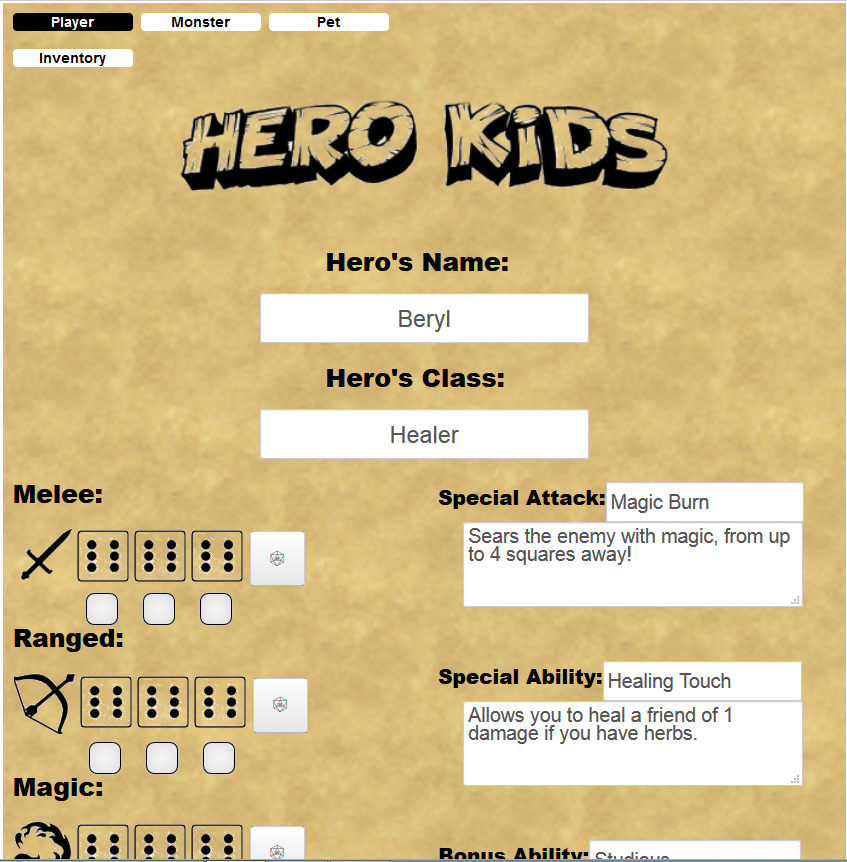 Player Monster Pet
Inventory
HERO KIDS
Hero's Name:
Beryl
Hero's Class:
Healer
Melee:
Special Attack: Magic Burn
Sears the enemy with magic, from up
to 4 squares away!
Ranged:
Special Ability: Healing Touch
Allows you to heal a friend of 1
damage if you have herbs.
Magic:
Bonus Ability: Studious